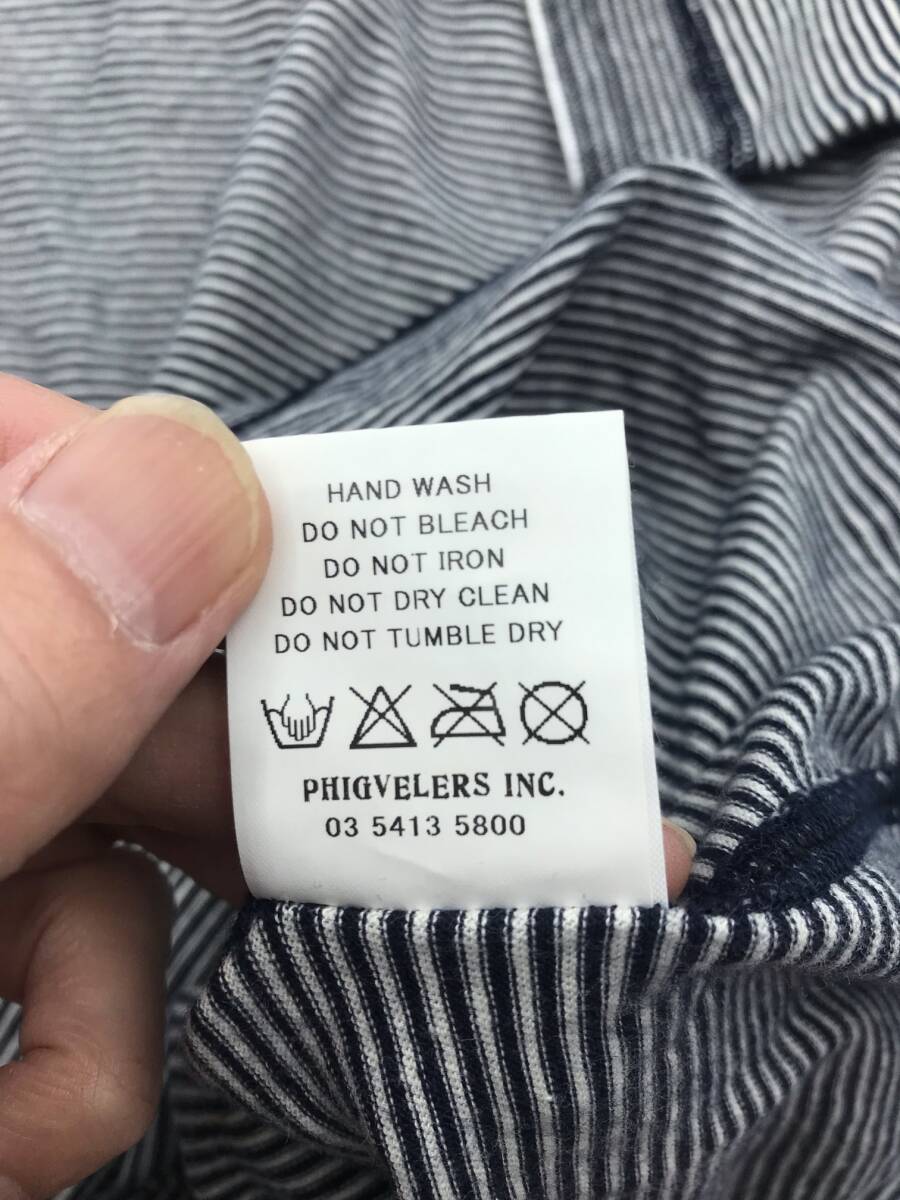 HAND WASH
DO NOT BLEACH
DO NOT IRON
DO NOT DRY CLEAN
DO NOT TUMBLE DRY
PHIGVELERS INC.
03 5413 5800